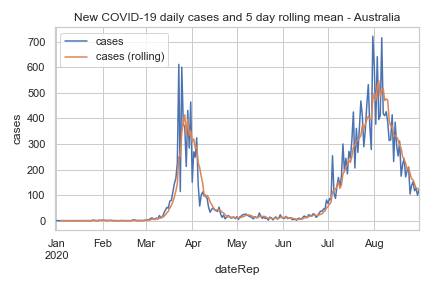 New COVID-19 daily cases and 5 day rolling mean - Australia
cases
cases (rolling)
700
600
500
400
300
200
100
0
cases
Jan Feb Mar Apr May Jun Jul Aug
2020
dateRep